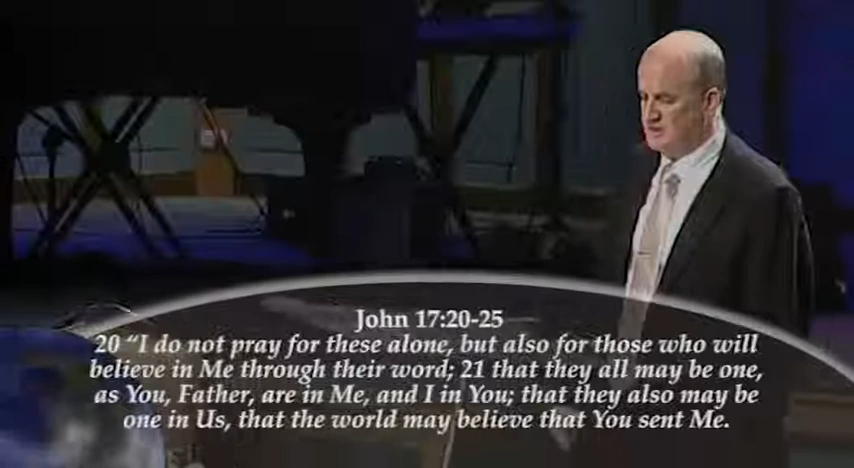 John 17:20-25
20 “I do not pray for these alone, but also for those who will
believe in Me through their word; 21 that they all may be one,
as You, Father, are in Me, and I in You; that they also may be
one in Us, that the world may believe that You sent Me.